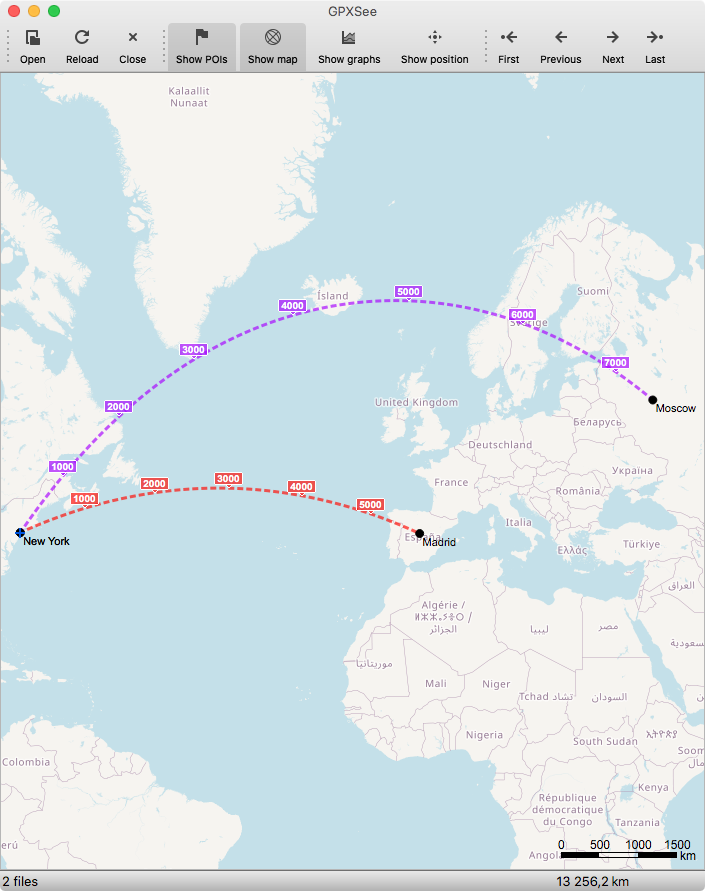 GPXSee
Open Reload Close Show POIs Show map Show graphs Show position First Previous Next Last
Kalaallit
Nunaat
Ísland
Suomi
Sverige
4000
5000
6000
3000
7000
2000
1000
Moscow
United Kingdom
Беларусь
Deutschland
Україна
France
România
1000
2000
3000
4000
5000
New York
España
Madrid
Italia
Ελλάς
Türkiye
العراق
Algérie /
ⵍⵣⵣⴰⵢⴻⵔ /
الجزائر
ليبيا
مصر
السعودية
موريتانيا
Mali
Niger
Tchad تشاد
السودان
Nigeria
South Sudan
Colombia
Kenya
République
démocratique
du Congo
Tanzania
Angola
0 500 1000 1500
km
2 files
13 256,2 km